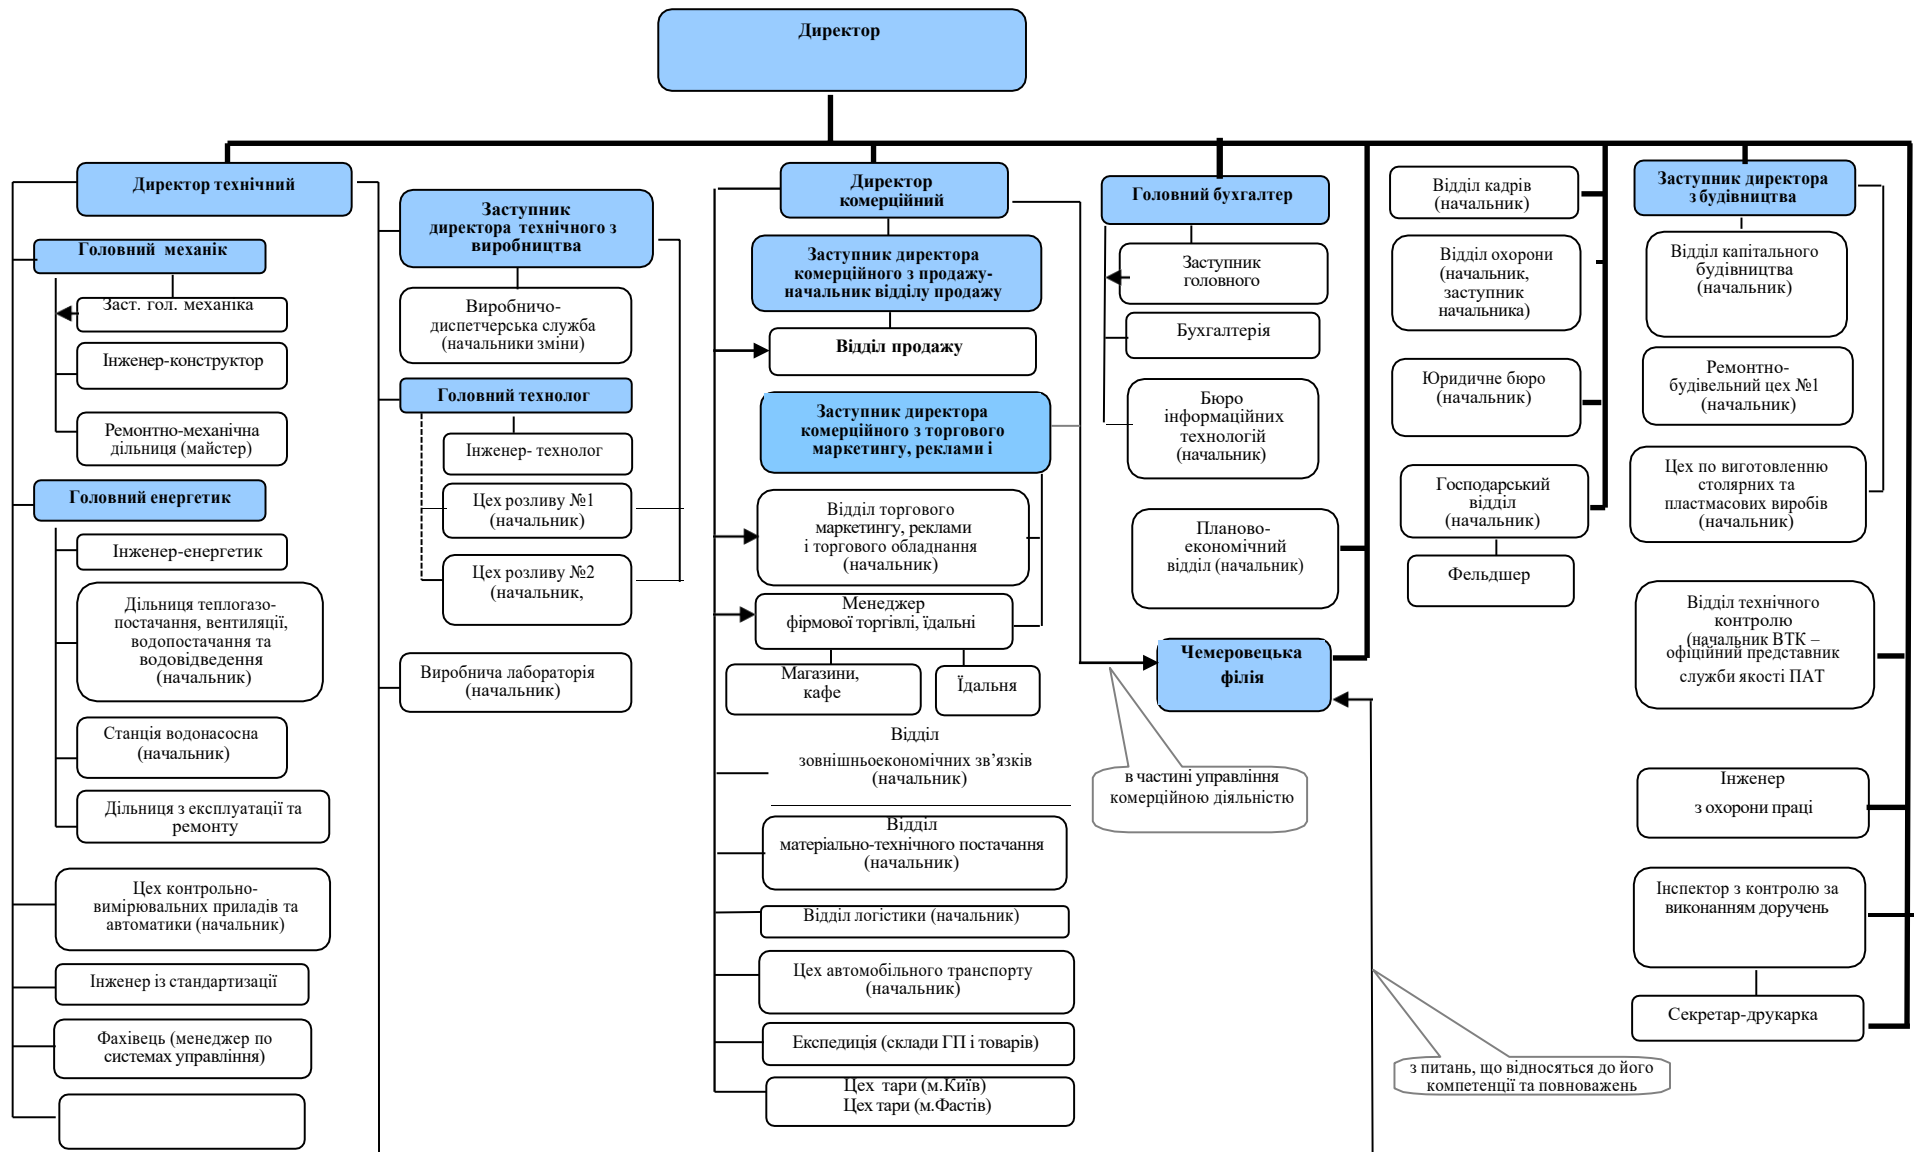 Директор
Директор технічний
Головний механік
Заст. гол. механіка
Інженер-конструктор
Ремонтно-механічна
дільниця (майстер)
Головний енергетик
Інженер-енергетик
Дільниця теплогазо-
постачання, вентиляції,
водопостачання та
водовідведення
(начальник)
Станція водонасосна
(начальник)
Дільниця з експлуатації та
ремонту
Цех контрольно-
вимірювальних приладів та
автоматики (начальник)
Інженер із стандартизації
Фахівець (менеджер по
системах управління)
Заступник
директора технічного з
виробництва
Виробничо-
диспетчерська служба
(начальники зміни)
Головний технолог
Інженер- технолог
Цех розливу №1
(начальник)
Цех розливу №2
(начальник,
Виробнича лабораторія
(начальник)
Директор
комерційний
Заступник директора
комерційного з продажу-
начальник відділу продажу
Відділ продажу
Заступник директора
комерційного з торгового
маркетингу, реклами і
Відділ торгового
маркетингу, реклами
і торгового обладнання
(начальник)
Менеджер
фірмової торгівлі, їдальні
Магазини,
кафе
Їдальня
Відділ
зовнішньоекономічних зв’язків
(начальник)
Відділ
матеріально-технічного постачання
(начальник)
Відділ логістики (начальник)
Цех автомобільного транспорту
(начальник)
Експедиція (склади ГП і товарів)
Цех тари (м.Київ)
Цех тари (м.Фастів)
Головний бухгалтер
Заступник
головного
Бухгалтерія
Бюро
інформаційних
технологій
(начальник)
Планово-
економічний
відділ (начальник)
Чемеровецька
філія
в частині управління
комерційною діяльністю
Відділ кадрів
(начальник)
Відділ охорони
(начальник,
заступник
начальника)
Юридичне бюро
(начальник)
Господарський
відділ
(начальник)
Фельдшер
Заступник директора
з будівництва
Відділ капітального
будівництва
(начальник)
Ремонтно-
будівельний цех №1
(начальник)
Цех по виготовленню
столярних та
пластмасових виробів
(начальник)
Відділ технічного
контролю
(начальник ВТК –
офіційний представник
служби якості ПАТ
Інженер
з охорони праці
Інспектор з контролю за
виконанням доручень
Секретар-друкарка
з питань, що відносяться до його
компетенції та повноважень